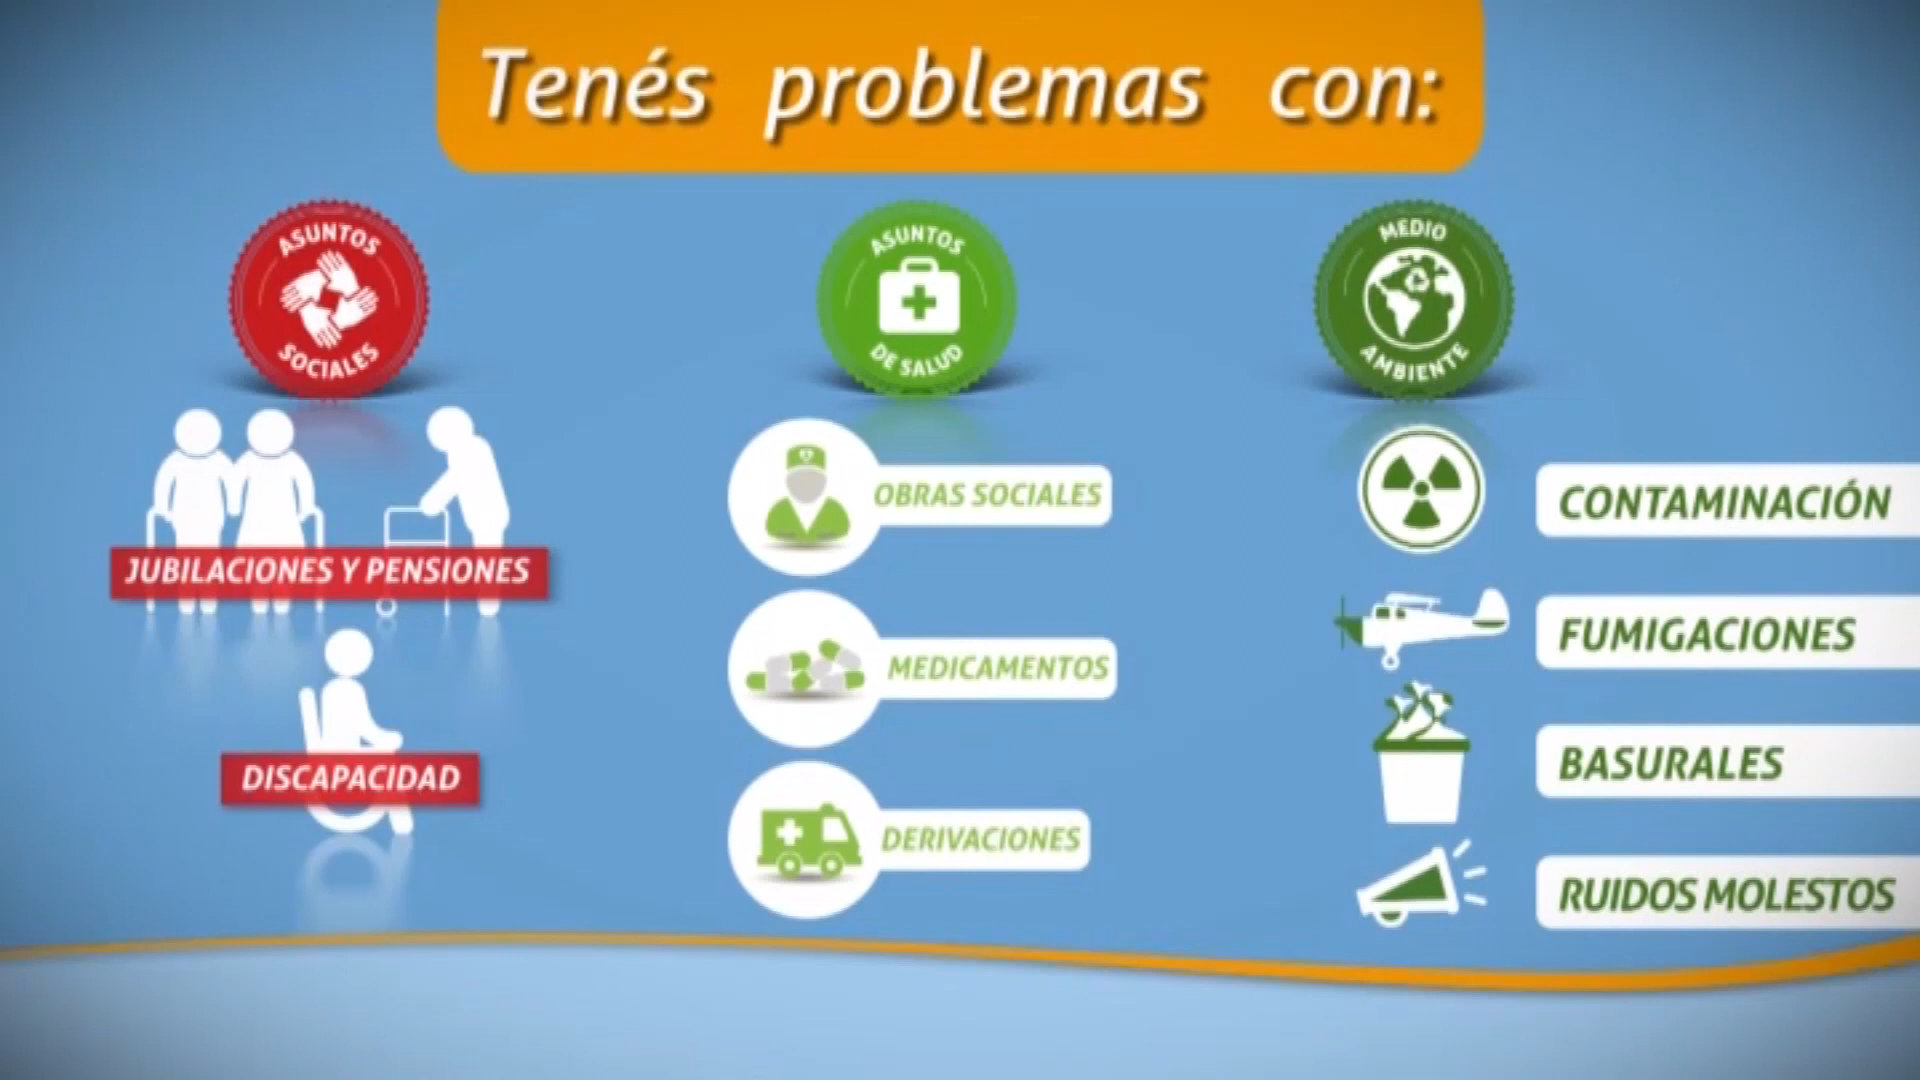 Tenés problemas con:
ASUNTOS
SOCIALES
JUBILACIONES Y PENSIONES
DISCAPACIDAD
ASUNTOS
DE SALUD
OBRAS SOCIALES
MEDICAMENTOS
DERIVACIONES
MEDIO
AMBIENTE
CONTAMINACIÓN
FUMIGACIONES
BASURALES
RUIDOS MOLESTOS